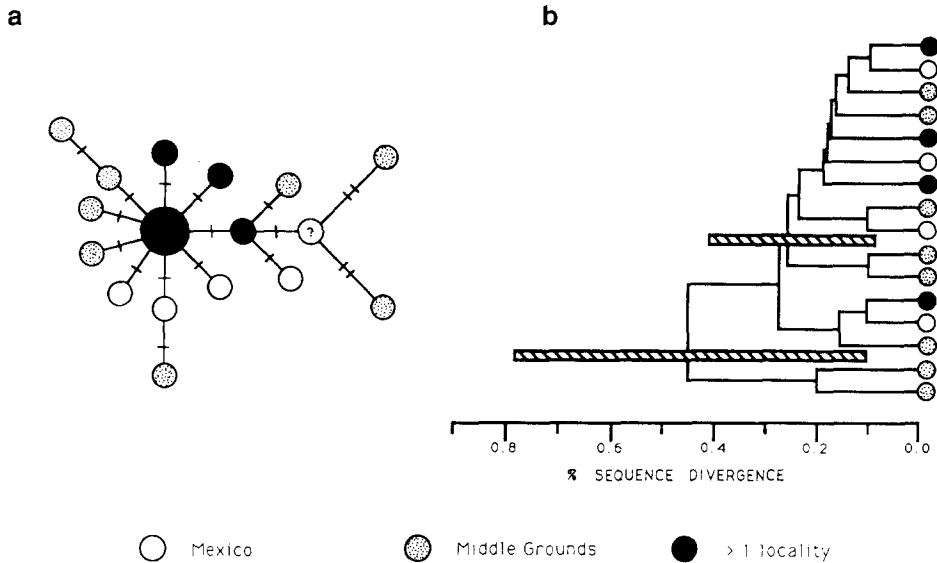 a
b
?
0.8 0.6 0.4 0.2 0.0
% SEQUENCE DIVERGENCE
Mexico Middle Grounds > 1 locality